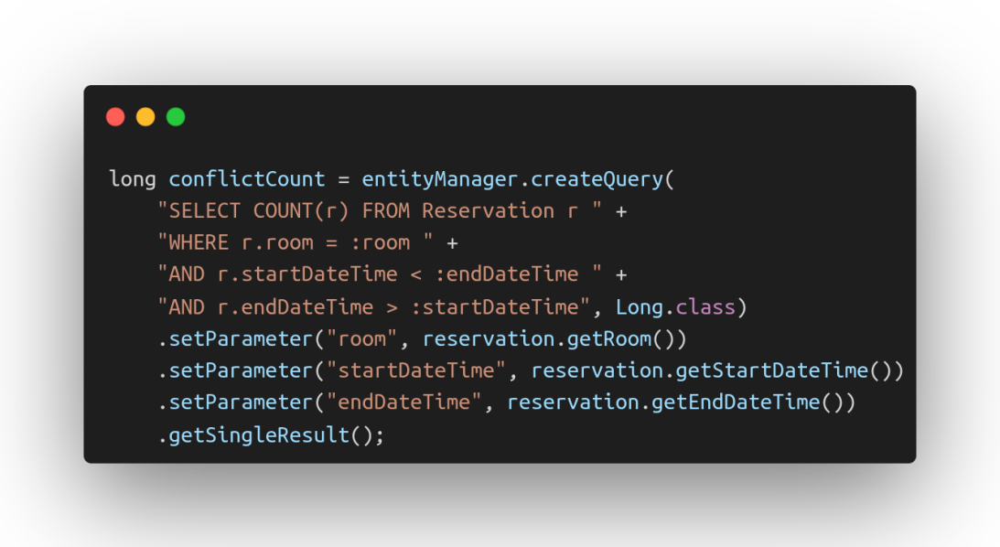 long conflictCount = entityManager.createQuery(
    "SELECT COUNT(r) FROM Reservation r " +
    "WHERE r.room = :room " +
    "AND r.startDateTime < :endDateTime " +
    "AND r.endDateTime > :startDateTime", Long.class)
    .setParameter("room", reservation.getRoom())
    .setParameter("startDateTime", reservation.getStartDateTime())
    .setParameter("endDateTime", reservation.getEndDateTime())
    .getSingleResult();